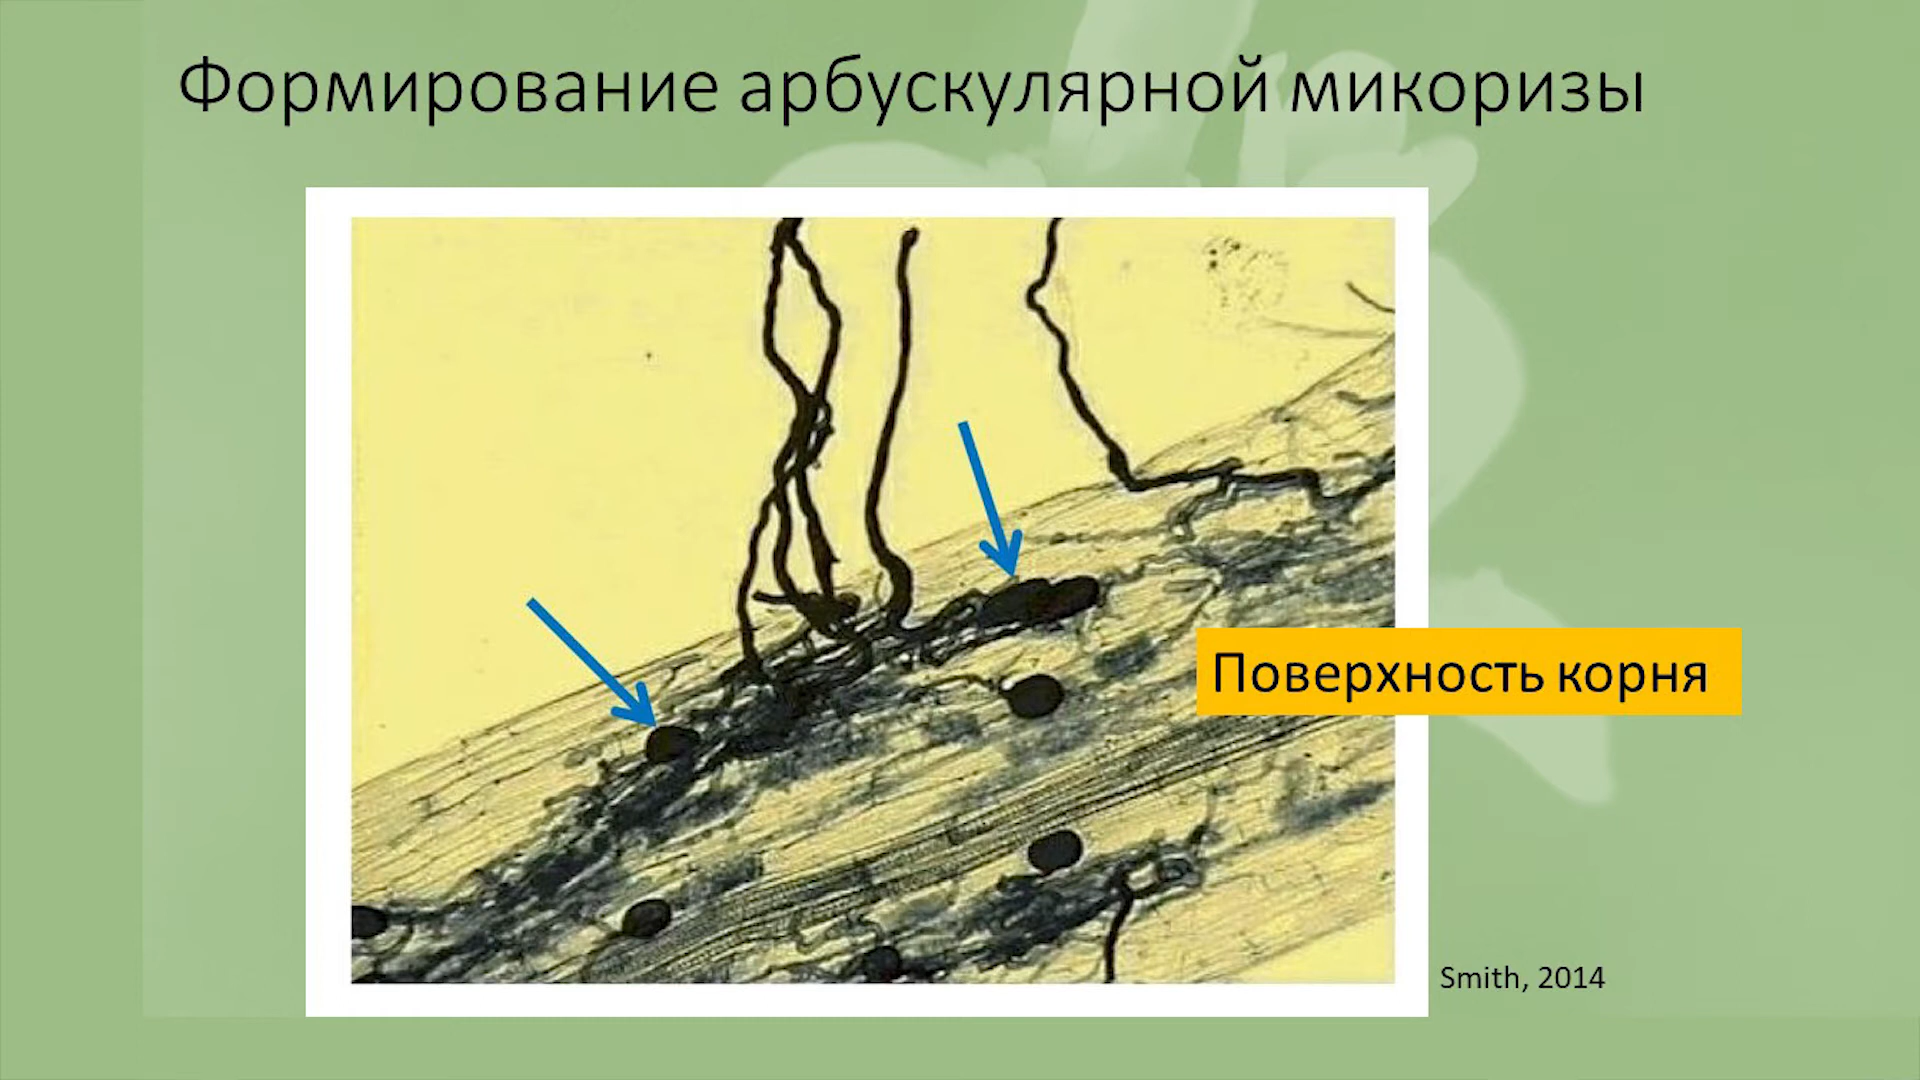 Формирование арбускулярной микоризы
Поверхность корня
Smith, 2014